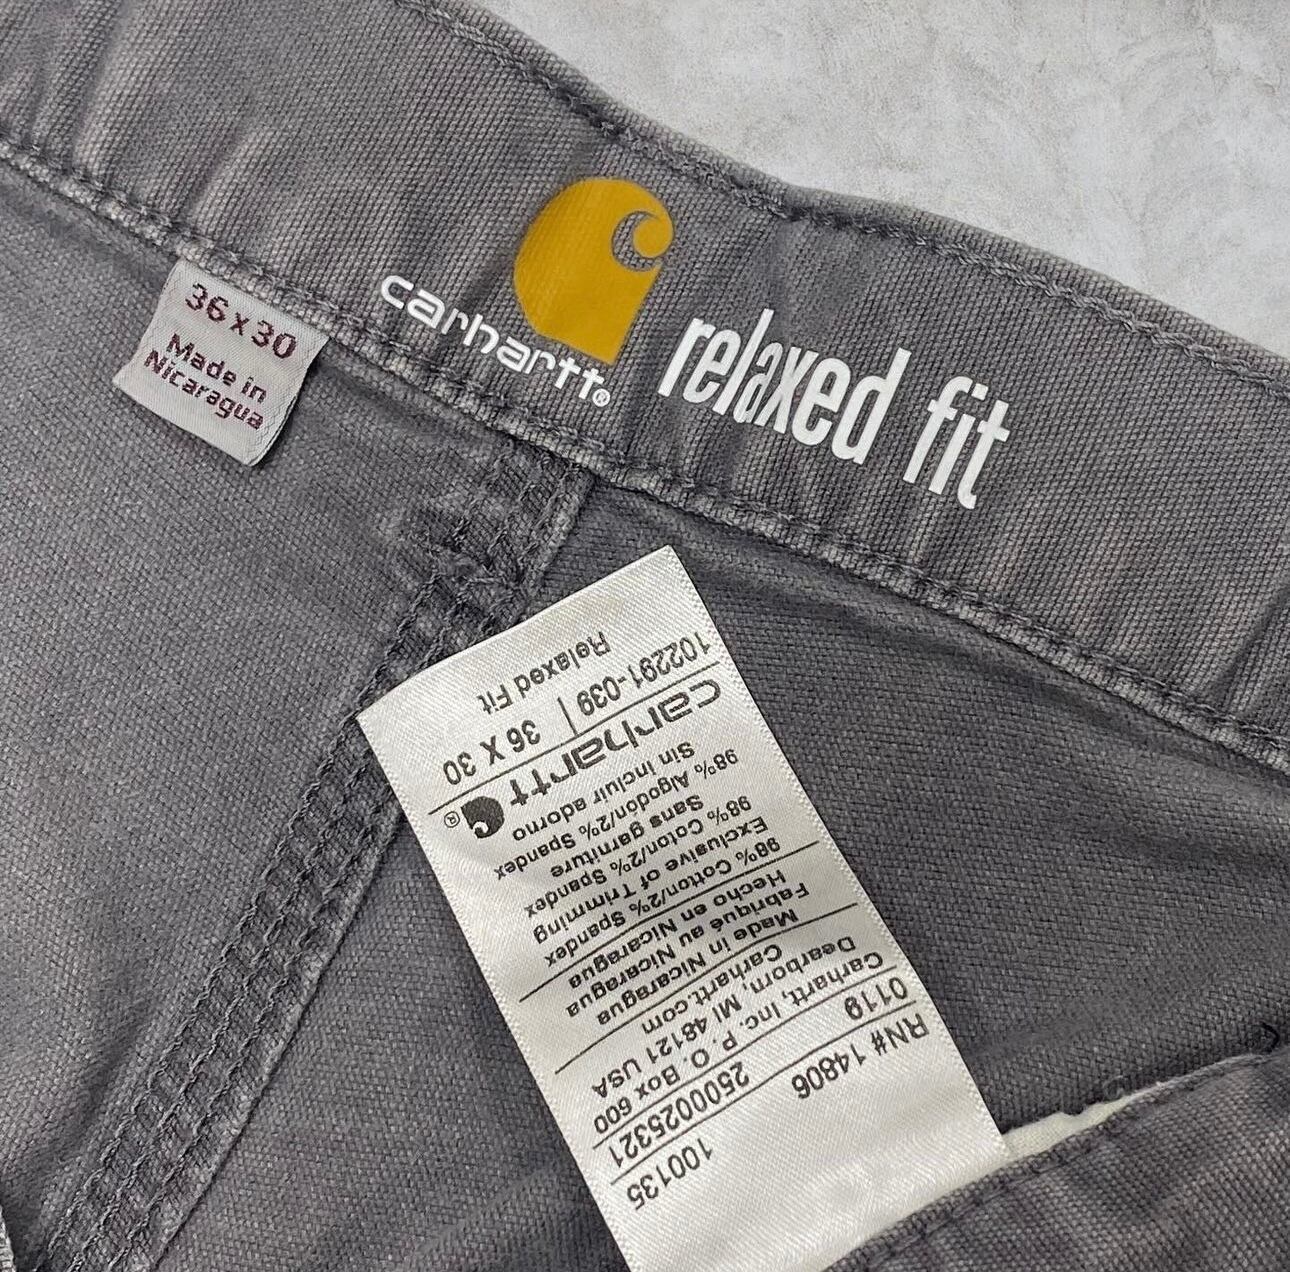 36 x 30
Made in
Nicaragua
carhartt®
relaxed fit
RN# 14806 100135
0119 2500025321
Carhartt, Inc. P.O. Box 600
Dearborn, MI 48121 USA
Carhartt.com
Made in Nicaragua
Fabriqué au Nicaragua
Hecho en Nicaragua
98% Cotton/2% Spandex
Exclusive of Trimming
98% Coton/2% Spandex
Sans garniture
98% Algodon/2% Spandex
Sin incluir adorno
carhartt ®
102291-039 36 X 30
Relaxed Fit